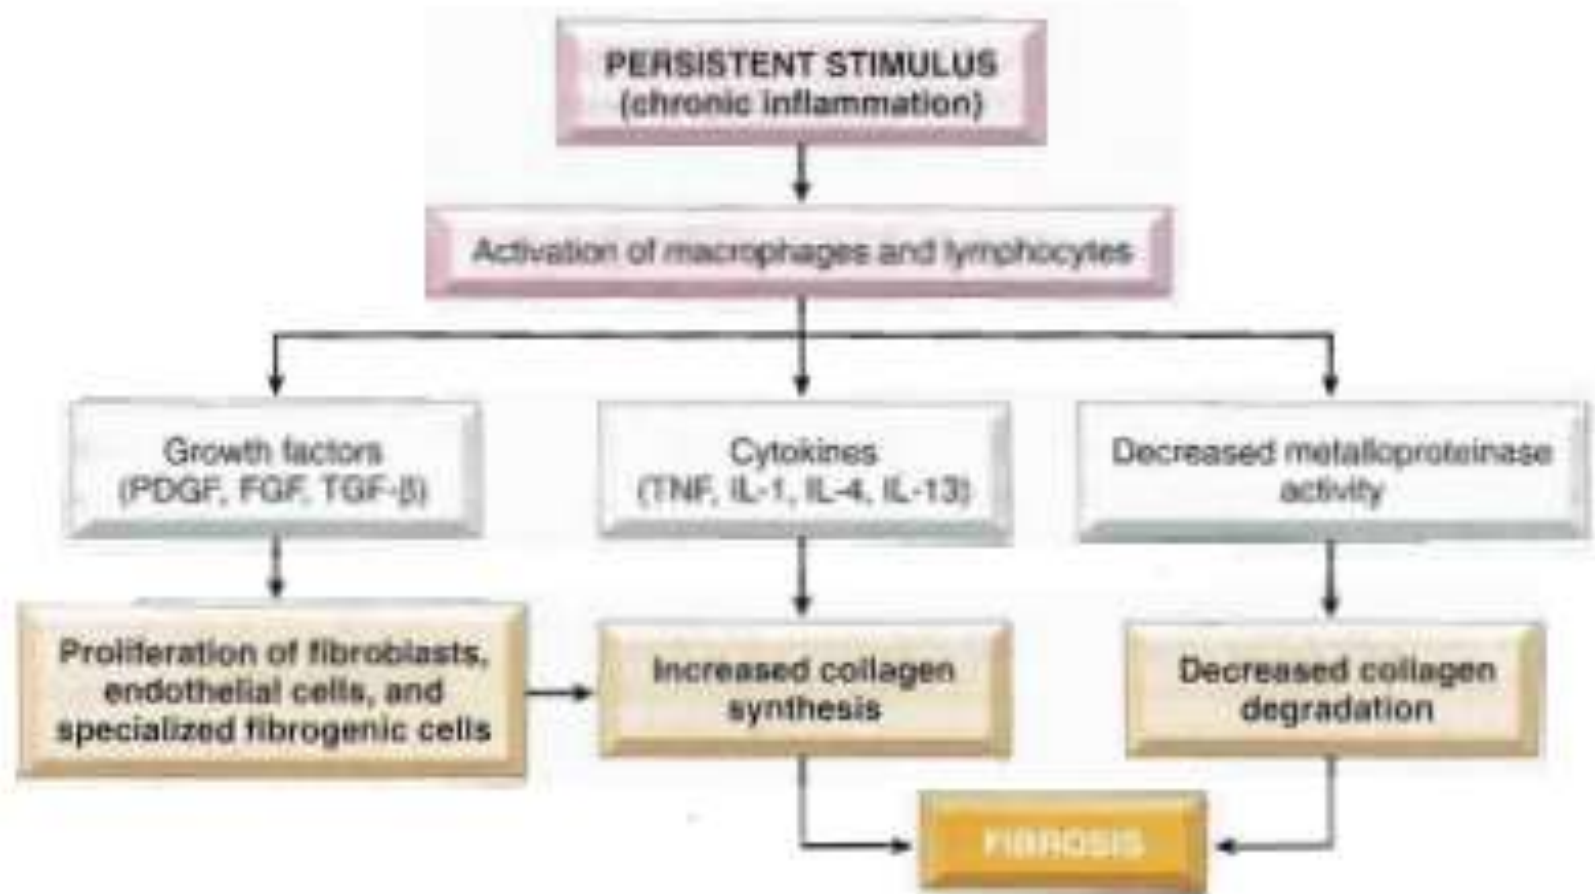 PERSISTENT STIMULUS
(chronic inflammation)
Activation of macrophages and lymphocytes
Growth factors
(PDGF, FGF, TGF-β)
Cytokines
(TNF, IL-1, IL-4, IL-13)
Decreased metalloproteinase
activity
Proliferation of fibroblasts,
endothelial cells, and
specialized fibrogenic cells
Increased collagen
synthesis
Decreased collagen
degradation
FIBROSIS